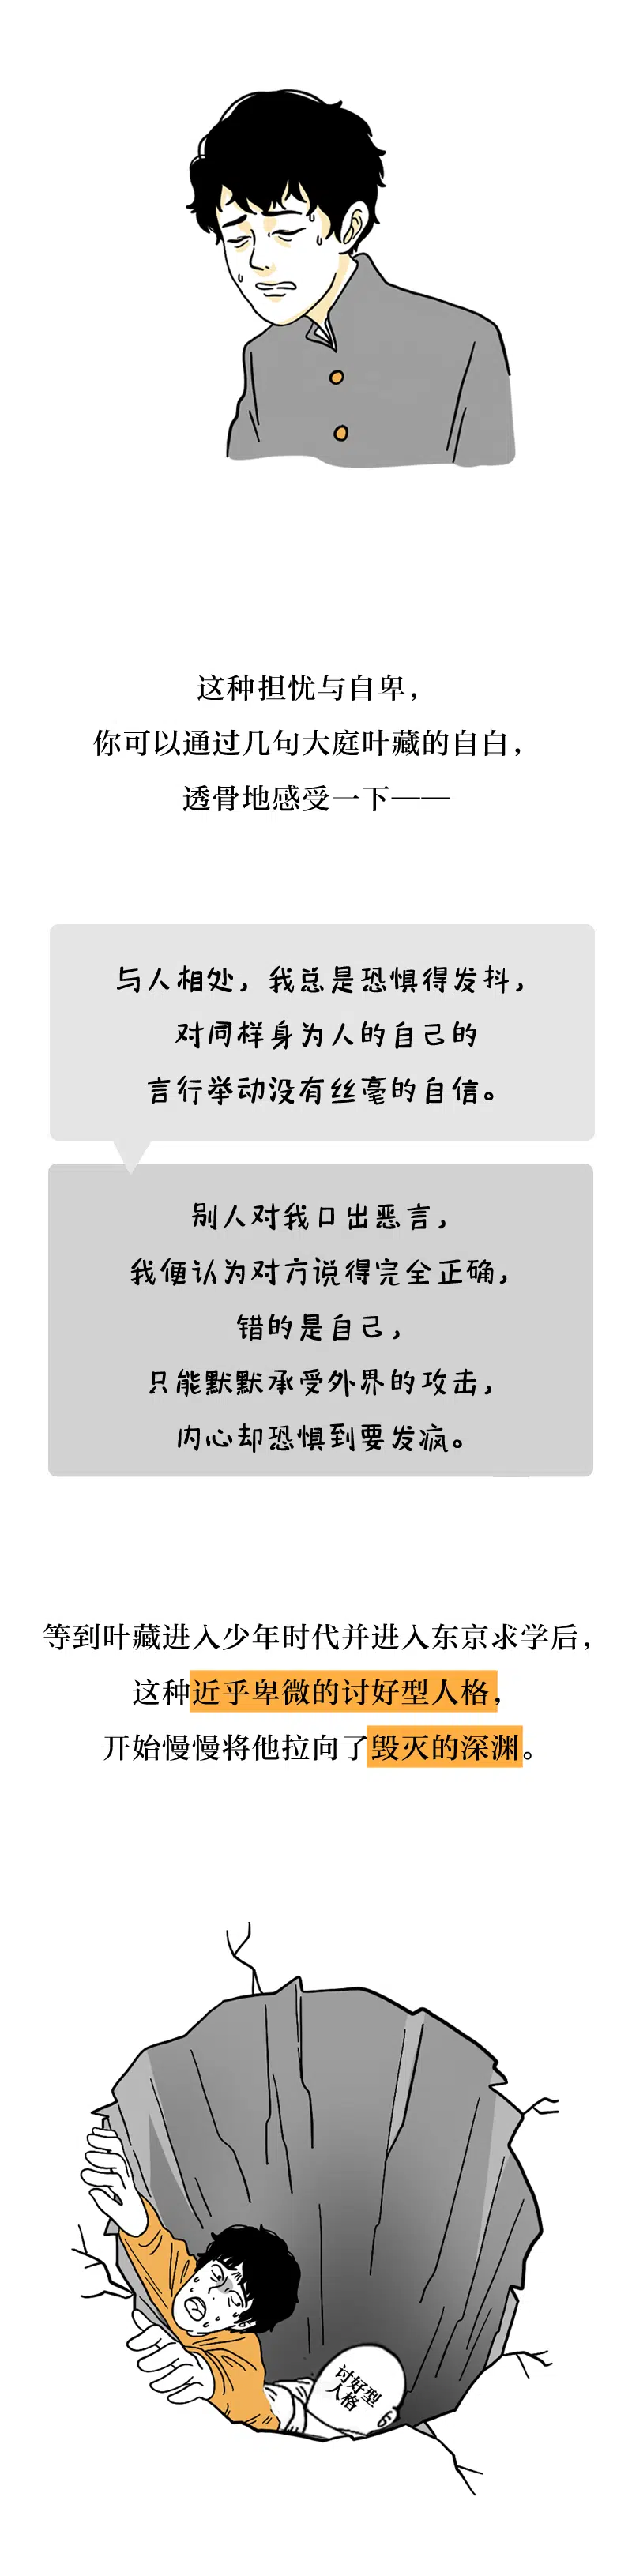 这种担忧与自卑，
你可以通过几句大庭叶藏的自白，
透骨地感受一下——
与人相处，我总是恐惧得发抖，
对同样身为人的自己的
言行举动没有丝毫的自信。
别人对我口出恶言，
我便认为对方说得完全正确，
错的是自己，
只能默默承受外界的攻击，
内心却恐惧到要发疯。
等到叶藏进入少年时代并进入东京求学后，
这种近乎卑微的讨好型人格，
开始慢慢将他拉向了毁灭的深渊。
讨好型
人格